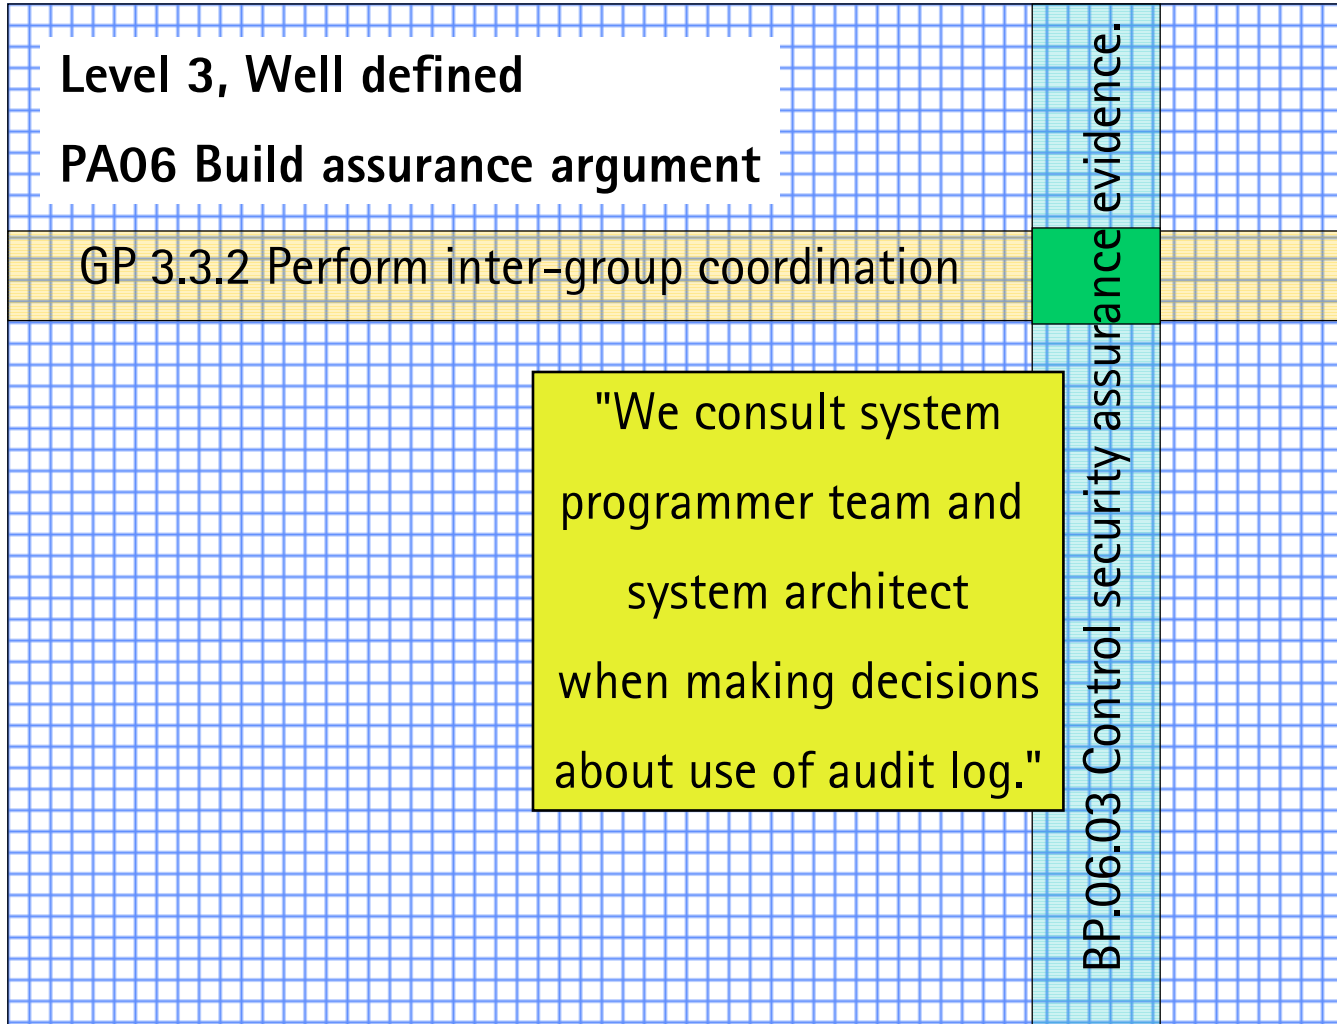 Level 3, Well defined
PA06 Build assurance argument
GP 3.3.2 Perform inter-group coordination
"We consult system
programmer team and
system architect
when making decisions
about use of audit log."
BP.06.03 Control security assurance evidence.